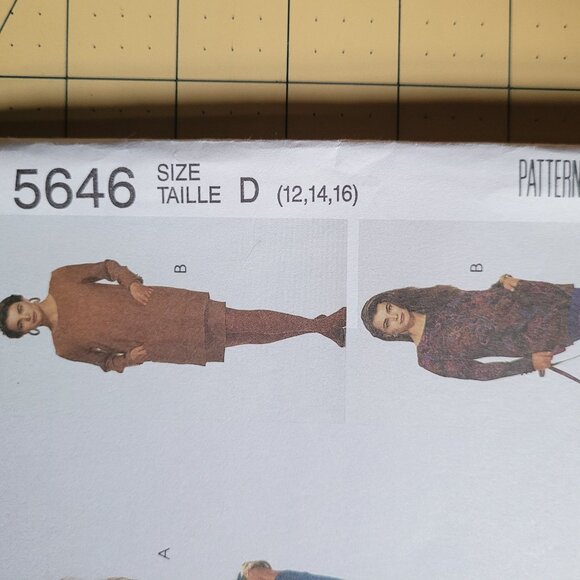 5646
SIZE
TAILLE D (12,14,16)
PATTERN
B
B
A